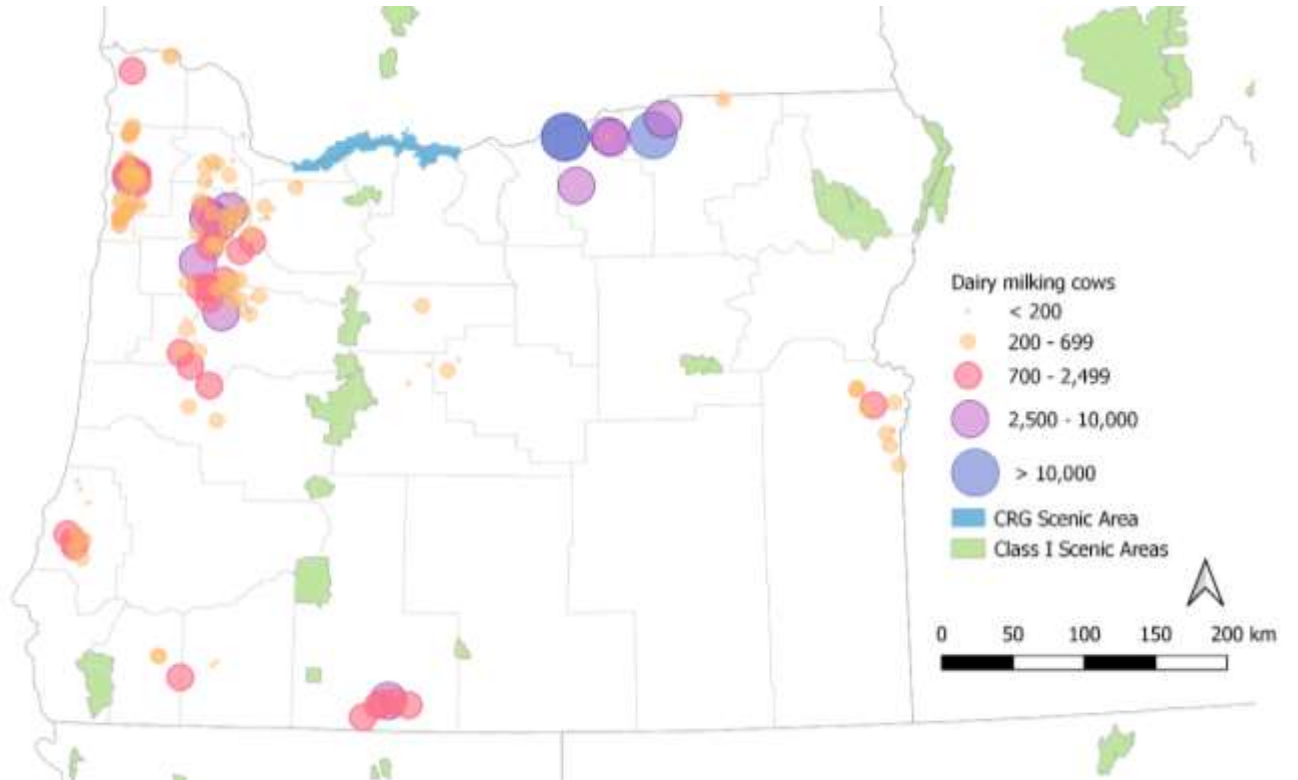 Dairy milking cows
< 200
200 - 699
700 - 2,499
2,500 - 10,000
> 10,000
CRG Scenic Area
Class I Scenic Areas
0 50 100 150 200 km